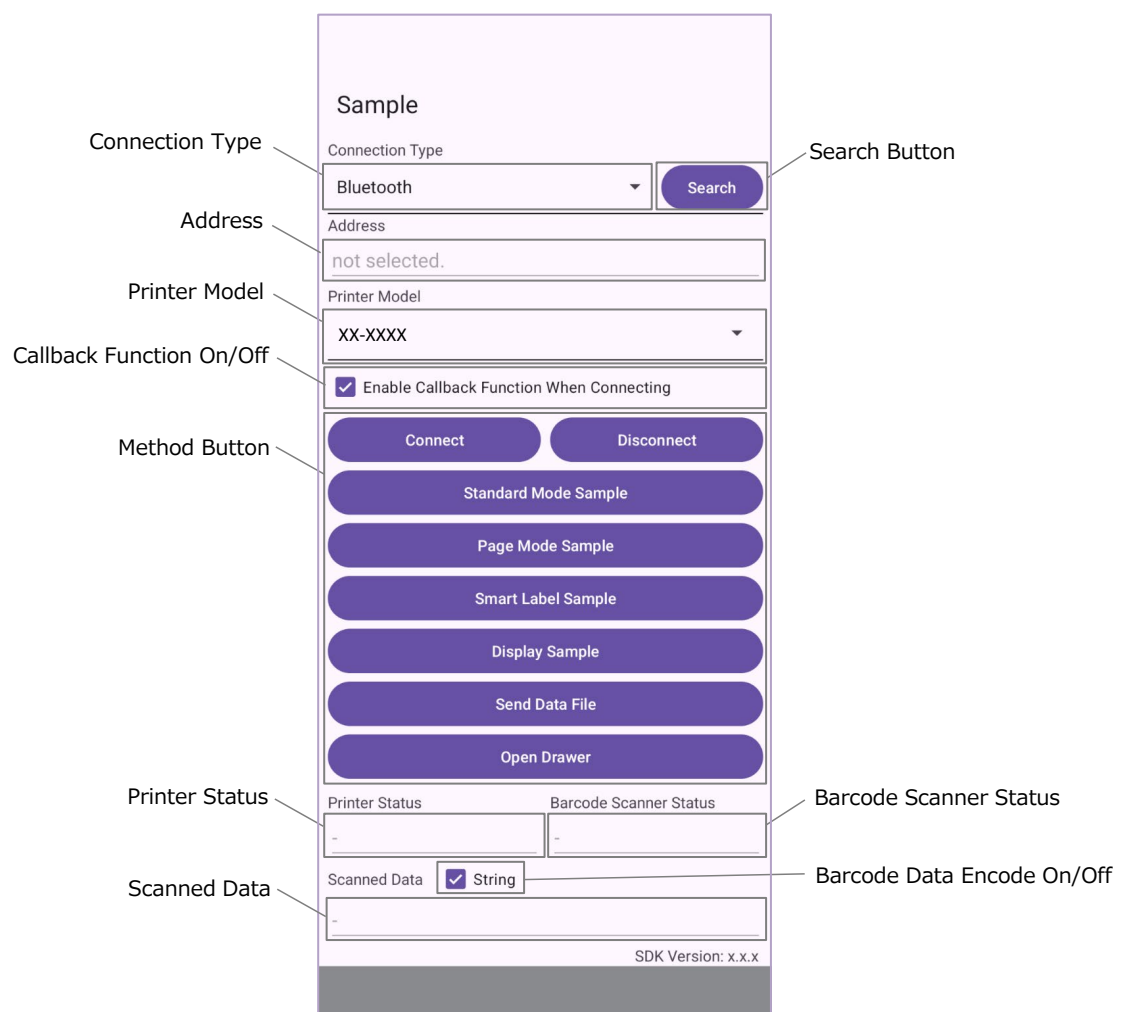 Sample
Connection Type
Connection Type
Search Button
Bluetooth
Search
Address
Address
not selected.
Printer Model
Printer Model
XX-XXXX
Callback Function On/Off
Enable Callback Function When Connecting
Method Button
Connect
Disconnect
Standard Mode Sample
Page Mode Sample
Smart Label Sample
Display Sample
Send Data File
Open Drawer
Printer Status
Printer Status
Barcode Scanner Status
Barcode Scanner Status
-
-
Scanned Data
Scanned Data
String
Barcode Data Encode On/Off
-
SDK Version: x.x.x